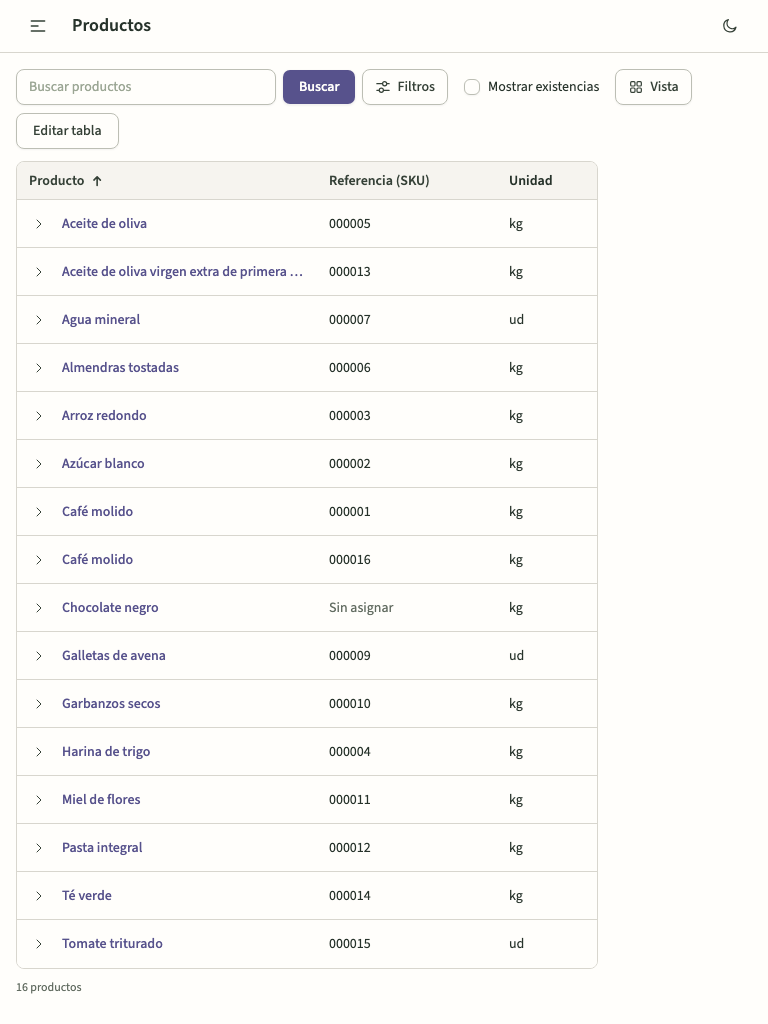 Productos
Buscar productos
Buscar
Filtros
Mostrar existencias
Vista
Editar tabla
Producto Referencia (SKU) Unidad
Aceite de oliva 000005 kg
Aceite de oliva virgen extra de primera … 000013 kg
Agua mineral 000007 ud
Almendras tostadas 000006 kg
Arroz redondo 000003 kg
Azúcar blanco 000002 kg
Café molido 000001 kg
Café molido 000016 kg
Chocolate negro Sin asignar kg
Galletas de avena 000009 ud
Garbanzos secos 000010 kg
Harina de trigo 000004 kg
Miel de flores 000011 kg
Pasta integral 000012 kg
Té verde 000014 kg
Tomate triturado 000015 ud
16 productos